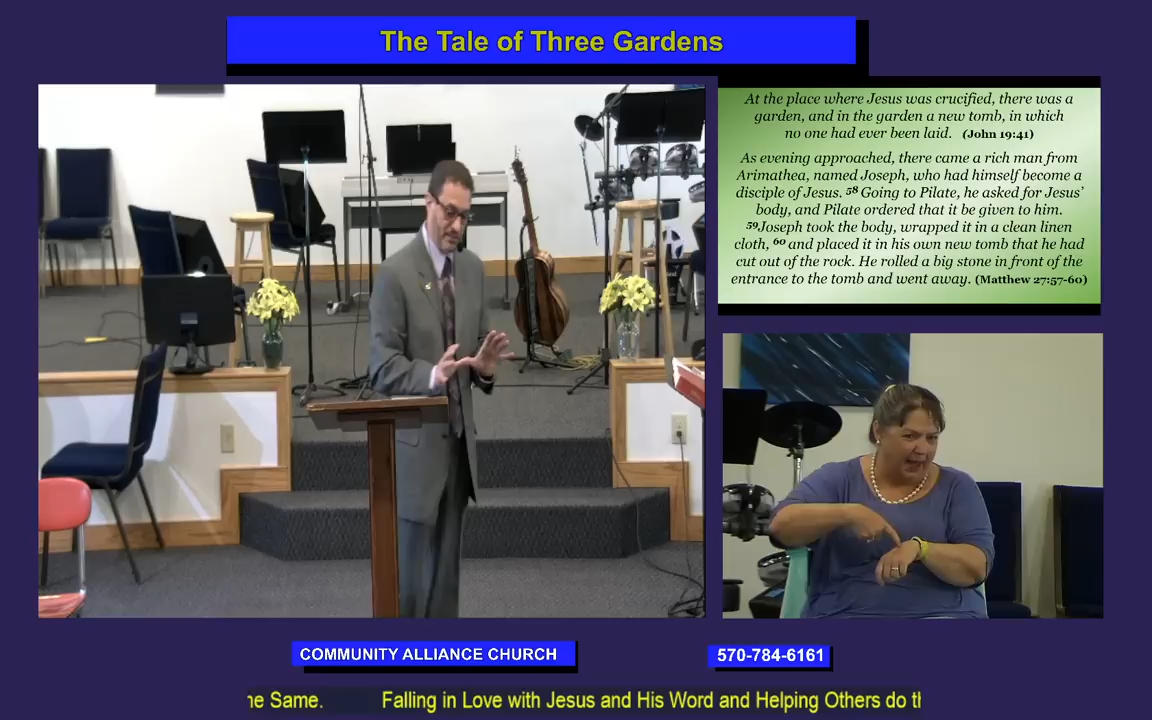 The Tale of Three Gardens
At the place where Jesus was crucified, there was a
garden, and in the garden a new tomb, in which
no one had ever been laid. (John 19:41)
As evening approached, there came a rich man from
Arimathea, named Joseph, who had himself become a
disciple of Jesus. 58 Going to Pilate, he asked for Jesus'
body, and Pilate ordered that it be given to him.
59Joseph took the body, wrapped it in a clean linen
cloth, 60 and placed it in his own new tomb that he had
cut out of the rock. He rolled a big stone in front of the
entrance to the tomb and went away. (Matthew 27:57-60)
COMMUNITY ALLIANCE CHURCH
570-784-6161
ne Same. Falling in Love with Jesus and His Word and Helping Others do th